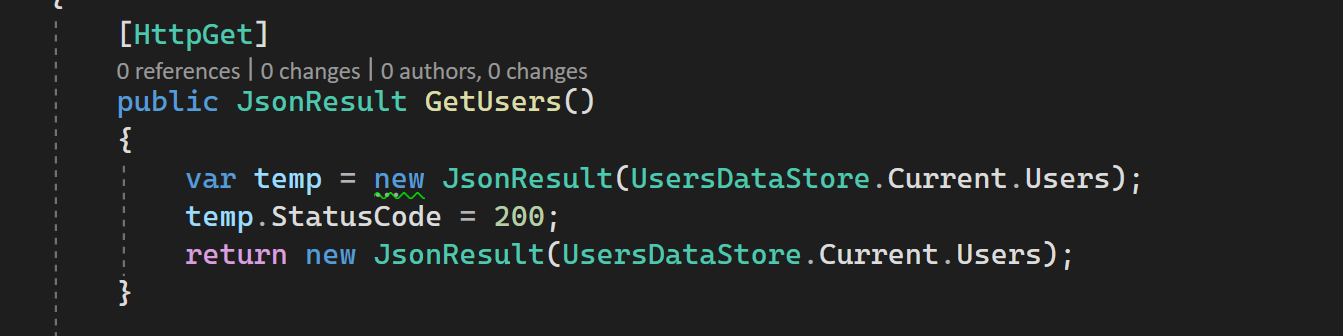 {
[HttpGet]
0 references | 0 changes | 0 authors, 0 changes
public JsonResult GetUsers()
{
var temp = new JsonResult(UsersDataStore.Current.Users);
temp.StatusCode = 200;
return new JsonResult(UsersDataStore.Current.Users);
}